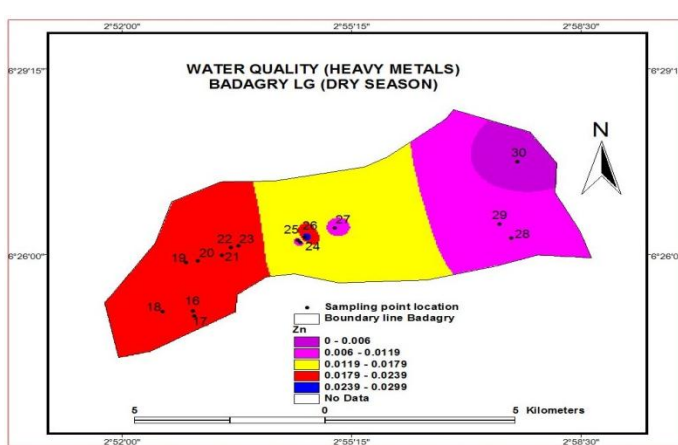 2°52'00" 2°55'15" 2°58'30"
6°29'15" 6°29'15"
WATER QUALITY (HEAVY METALS)
BADAGRY LG (DRY SEASON)
N
30
26 27
25 29
22 23 24 28
19 20 21
6°26'00" 6°26'00"
18 16
17
Sampling point location
Boundary line Badagry
Zn
0 - 0.006
0.006 - 0.0119
0.0119 - 0.0179
0.0179 - 0.0239
0.0239 - 0.0299
No Data
5 0 5 Kilometers
2°52'00" 2°55'15" 2°58'30"